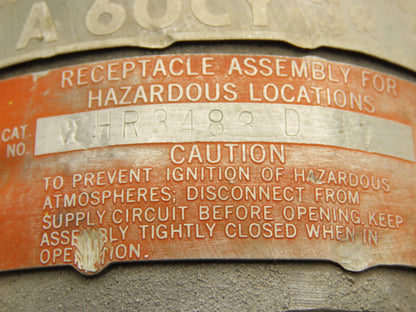 A 60CY
RECEPTACLE ASSEMBLY FOR
HAZARDOUS LOCATIONS
CAT. NO. HR3483 D
CAUTION
TO PREVENT IGNITION OF HAZARDOUS
ATMOSPHERES; DISCONNECT FROM
SUPPLY CIRCUIT BEFORE OPENING. KEEP
ASSEMBLY TIGHTLY CLOSED WHEN IN
OPERATION.